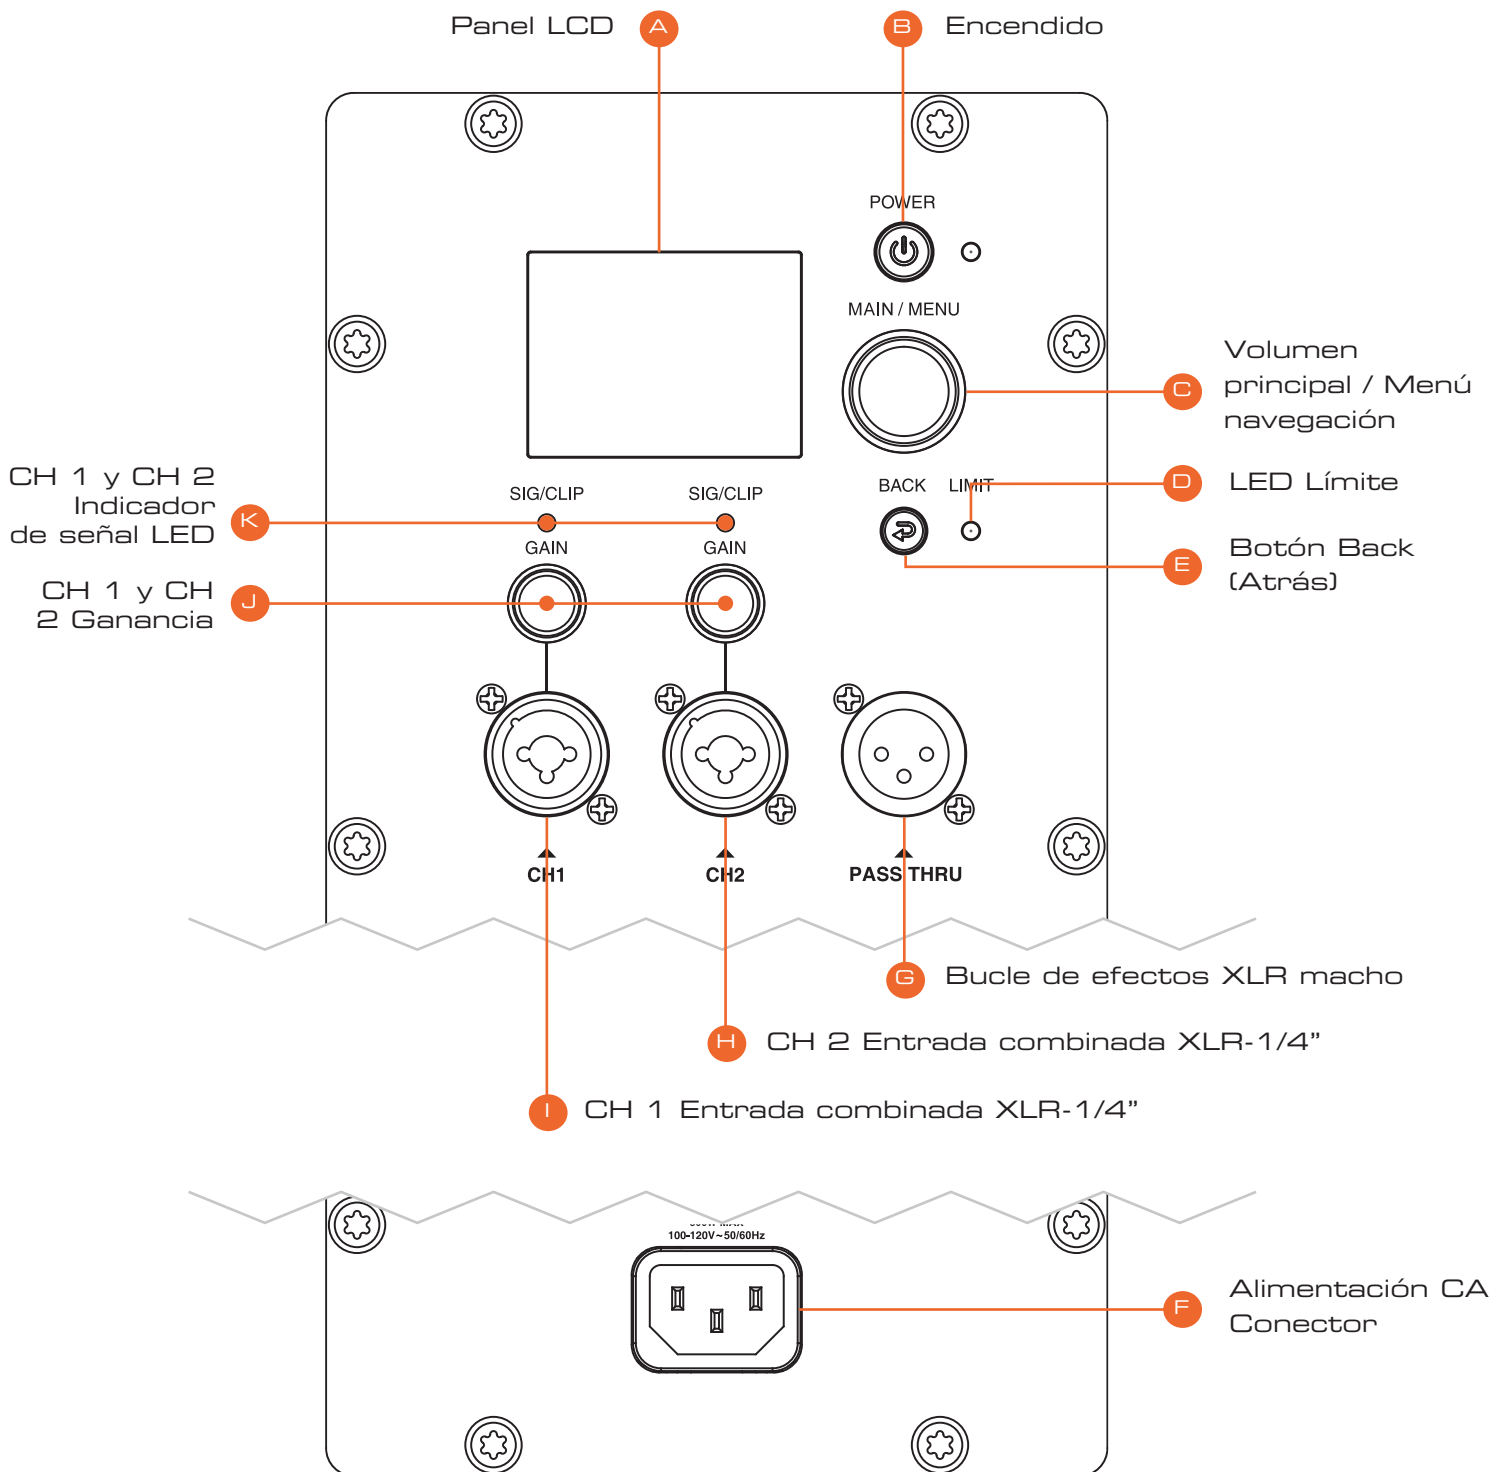 Panel LCD
A
B
Encendido
POWER
MAIN / MENU
Volumen
principal / Menú
navegación
C
CH 1 y CH 2
Indicador
de señal LED
K
SIG/CLIP
SIG/CLIP
BACK
LIMIT
D
LED Límite
GAIN
GAIN
E
Botón Back
(Atrás)
CH 1 y CH
2 Ganancia
J
CH1
CH2
PASS THRU
G
Bucle de efectos XLR macho
H
CH 2 Entrada combinada XLR-1/4”
I
CH 1 Entrada combinada XLR-1/4”
100-120V~50/60Hz
F
Alimentación CA
Conector